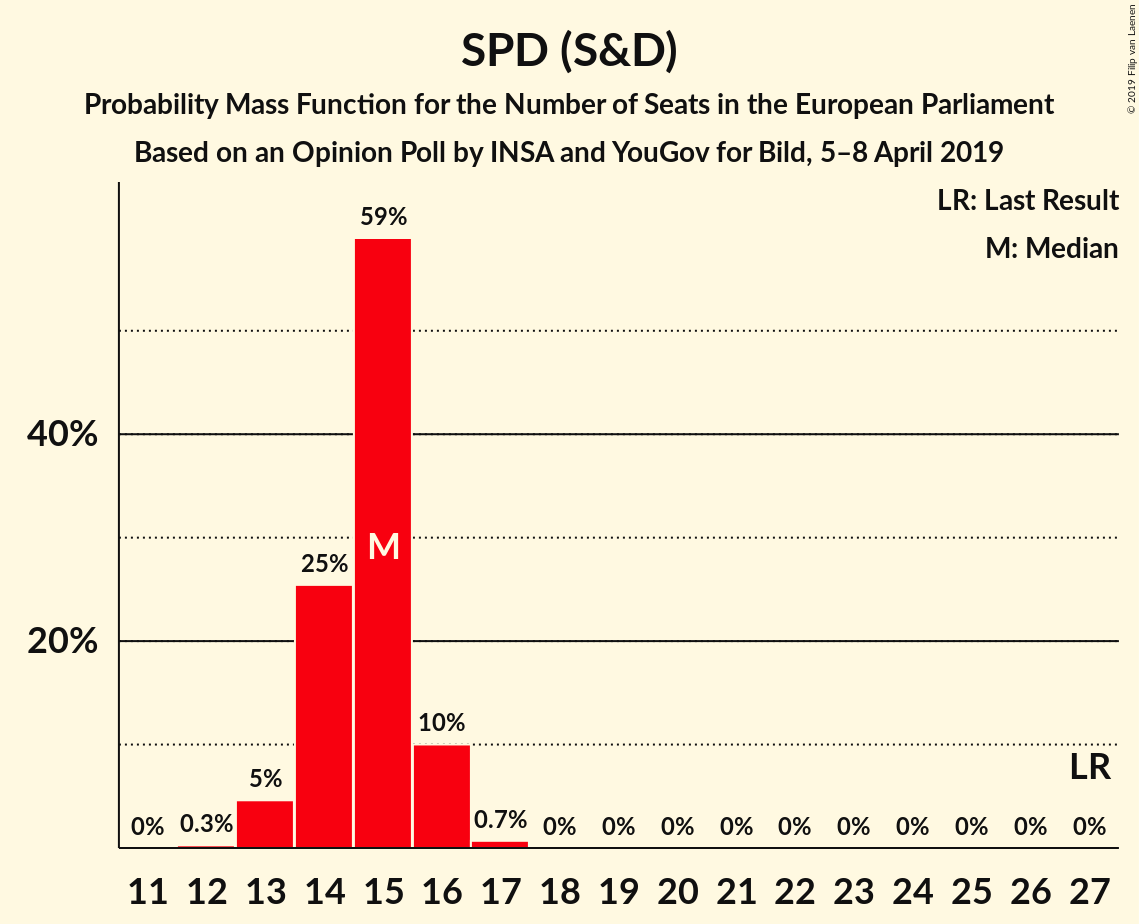 © 2019 Filip van Laenen
SPD (S&D)
Probability Mass Function for the Number of Seats in the European Parliament
Based on an Opinion Poll by INSA and YouGov for Bild, 5–8 April 2019
LR: Last Result
M: Median
59%
40%
M
25%
20%
10%
LR
5%
0% 0.3% 0.7% 0% 0% 0% 0% 0% 0% 0% 0% 0% 0%
11 12 13 14 15 16 17 18 19 20 21 22 23 24 25 26 27